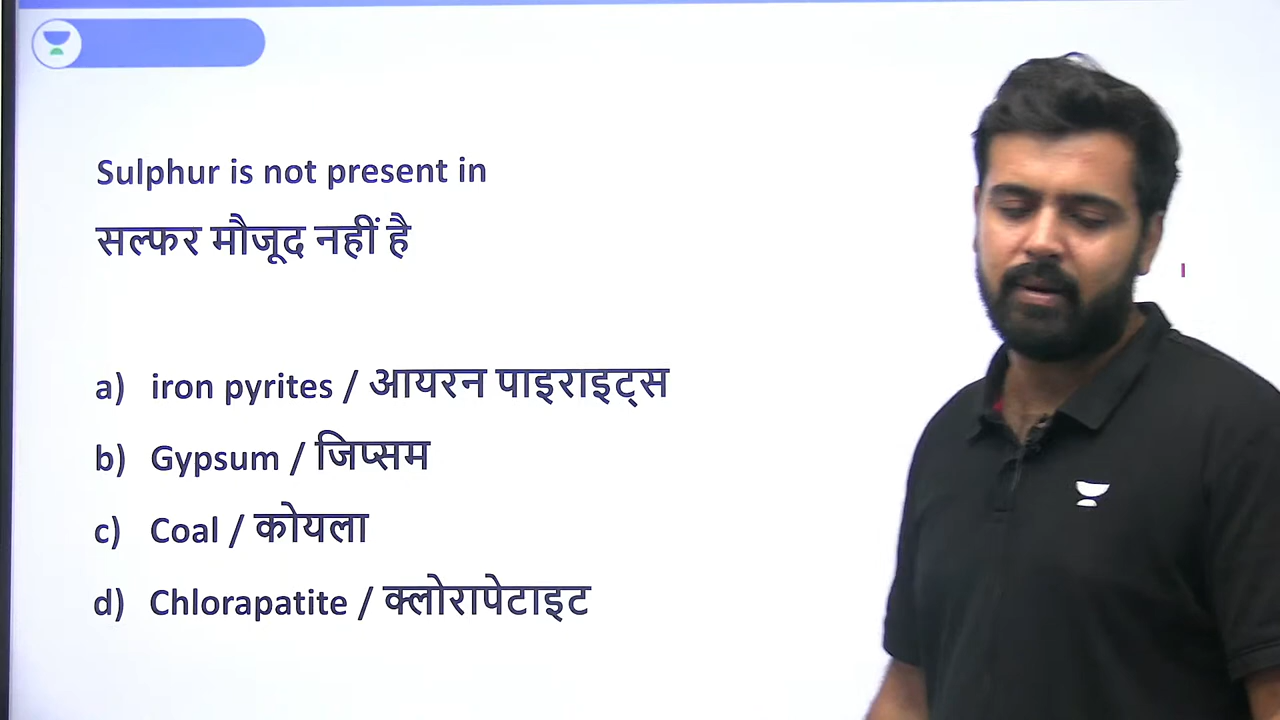 Sulphur is not present in
सल्फर मौजूद नहीं है
a) iron pyrites / आयरन पाइराइट्स
b) Gypsum / जिप्सम
c) Coal / कोयला
d) Chlorapatite / क्लोरापेटाइट